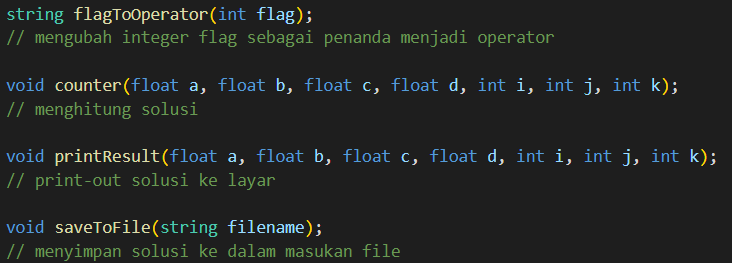 string flagToOperator(int flag);
// mengubah integer flag sebagai penanda menjadi operator
void counter(float a, float b, float c, float d, int i, int j, int k);
// menghitung solusi
void printResult(float a, float b, float c, float d, int i, int j, int k);
// print-out solusi ke layar
void saveToFile(string filename);
// menyimpan solusi ke dalam masukan file